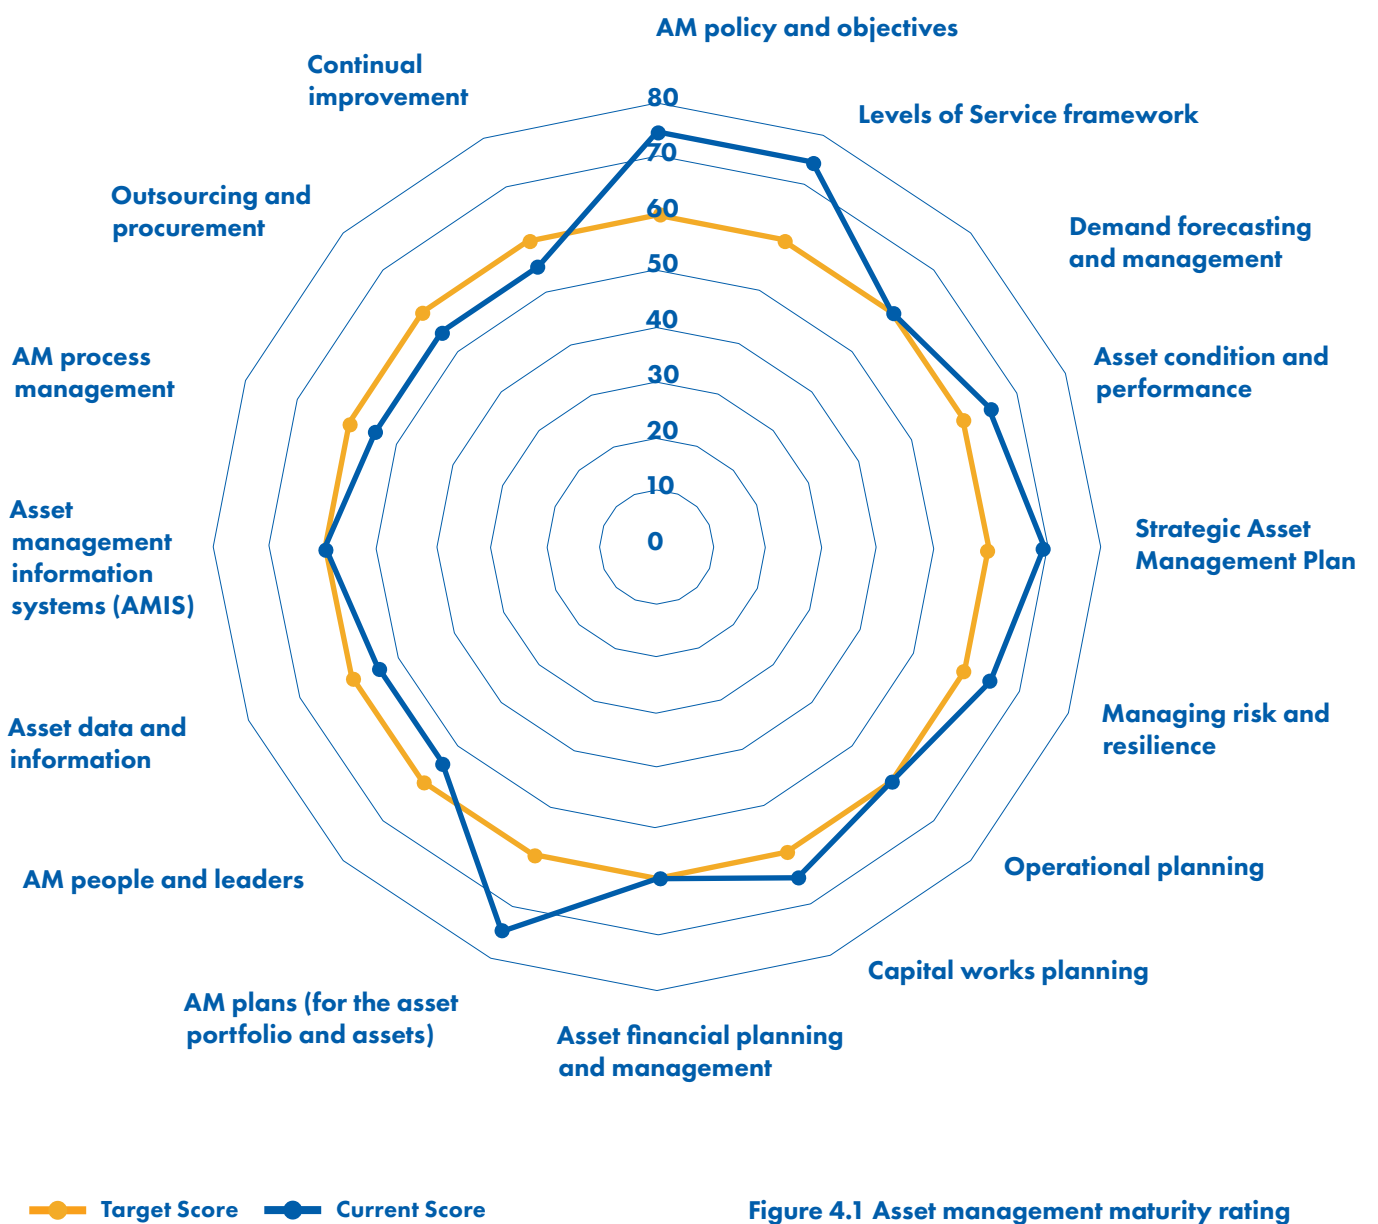 AM policy and objectives
Continual
improvement
80
Levels of Service framework
70
Outsourcing and
procurement
60
Demand forecasting
and management
50
40
AM process
management
Asset condition and
performance
30
20
10
Asset
management
information
systems (AMIS)
0
Strategic Asset
Management Plan
Asset data and
information
Managing risk and
resilience
AM people and leaders
Operational planning
Capital works planning
AM plans (for the asset
portfolio and assets)
Asset financial planning
and management
Target Score
Current Score
Figure 4.1 Asset management maturity rating